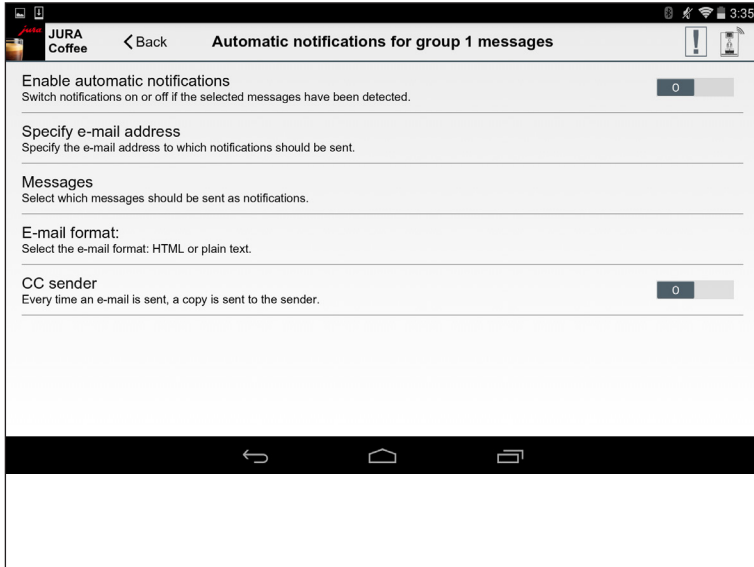 3:35
jura
JURA
Coffee
Back
Automatic notifications for group 1 messages
Enable automatic notifications
Switch notifications on or off if the selected messages have been detected.
0
Specify e-mail address
Specify the e-mail address to which notifications should be sent.
Messages
Select which messages should be sent as notifications.
E-mail format:
Select the e-mail format: HTML or plain text.
CC sender
Every time an e-mail is sent, a copy is sent to the sender.
0